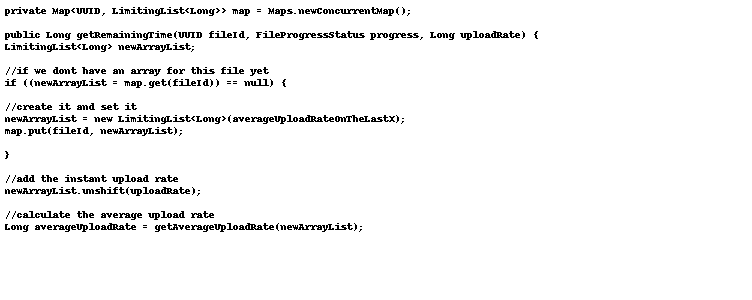 private Map<UUID, LimitingList<Long>> map = Maps.newConcurrentMap();
public Long getRemainingTime(UUID fileId, FileProgressStatus progress, Long uploadRate) {
LimitingList<Long> newArrayList;
//if we dont have an array for this file yet
if ((newArrayList = map.get(fileId)) == null) {
//create it and set it
newArrayList = new LimitingList<Long>(averageUploadRateOnTheLastX);
map.put(fileId, newArrayList);
}
//add the instant upload rate
newArrayList.unshift(uploadRate);
//calculate the average upload rate
Long averageUploadRate = getAverageUploadRate(newArrayList);